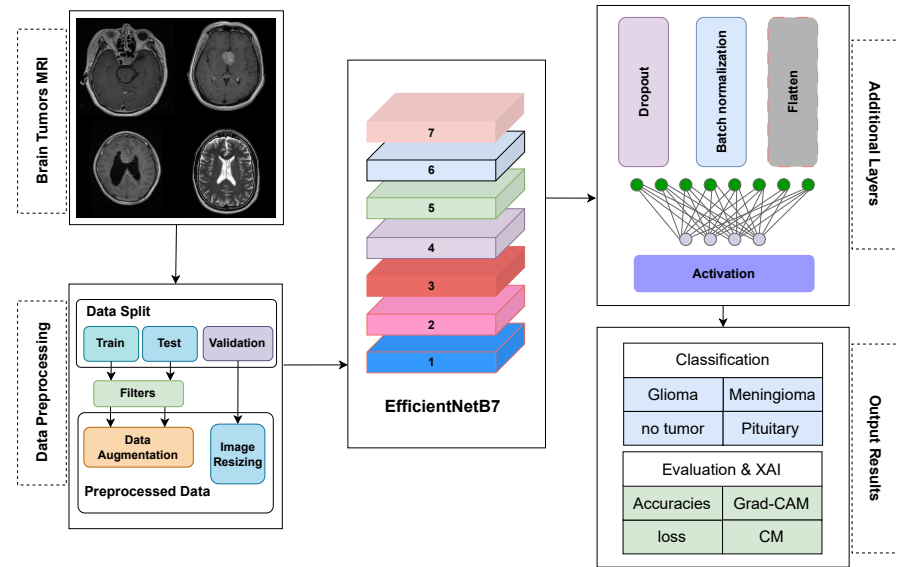 Brain Tumors MRI
Data Preprocessing
Data Split
Train
Test
Validation
Filters
Data
Augmentation
Image
Resizing
Preprocessed Data
7
6
5
4
3
2
1
EfficientNetB7
Dropout
Batch normalization
Flatten
Activation
Additional Layers
Classification
Glioma
Meningioma
no tumor
Pituitary
Evaluation & XAI
Accuracies
Grad-CAM
loss
CM
Output Results